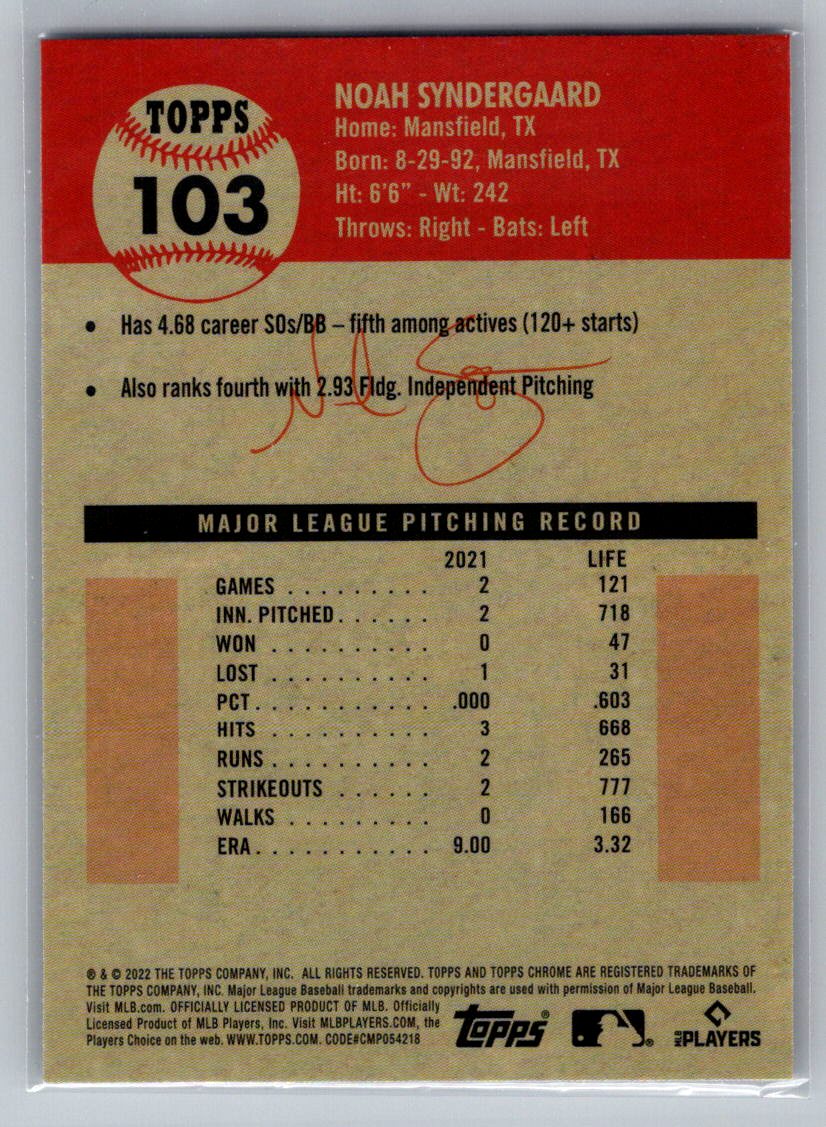 TOPPS
103
NOAH SYNDERGAARD
Home: Mansfield, TX
Born: 8-29-92, Mansfield, TX
Ht: 6'6" - Wt: 242
Throws: Right - Bats: Left
• Has 4.68 career SOs/BB – fifth among actives (120+ starts)
• Also ranks fourth with 2.93 Fldg. Independent Pitching
MAJOR LEAGUE PITCHING RECORD
2021 LIFE
GAMES . . . . . . . . . 2 121
INN. PITCHED . . . . . . 2 718
WON . . . . . . . . . . 0 47
LOST . . . . . . . . . . 1 31
PCT. . . . . . . . . . . .000 .603
HITS . . . . . . . . . . 3 668
RUNS . . . . . . . . . . 2 265
STRIKEOUTS . . . . . . 2 777
WALKS . . . . . . . . . 0 166
ERA . . . . . . . . . . . 9.00 3.32
® & © 2022 THE TOPPS COMPANY, INC. ALL RIGHTS RESERVED. TOPPS AND TOPPS CHROME ARE REGISTERED TRADEMARKS OF
THE TOPPS COMPANY, INC. Major League Baseball trademarks and copyrights are used with permission of Major League Baseball.
Visit MLB.com. OFFICIALLY LICENSED PRODUCT OF MLB. Officially
Licensed Product of MLB Players, Inc. Visit MLBPLAYERS.COM, the
Players Choice on the web. WWW.TOPPS.COM. CODE#CMP054218
topps®
®
MLB PLAYERS